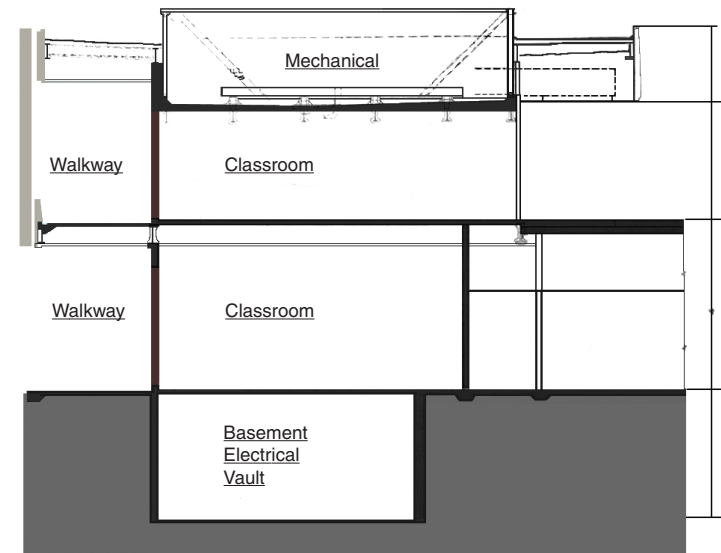 Mechanical
Walkway
Classroom
Walkway
Classroom
Basement
Electrical
Vault